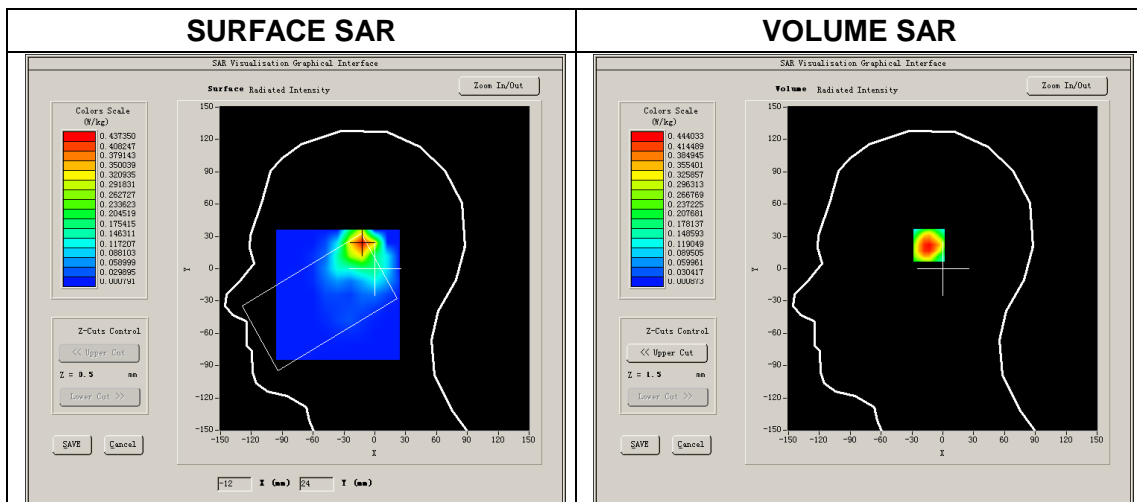 SURFACE SAR
VOLUME SAR
SAR Visualisation Graphical Interface
Surface Radiated Intensity
Zoom In/Out
Colors Scale
(W/kg)
0.437350
0.408247
0.379143
0.350039
0.320935
0.291831
0.262727
0.233623
0.204519
0.175415
0.146311
0.117207
0.088103
0.058999
0.029895
0.000791
Z-Cuts Control
<< Upper Cut
Z = 0.5 mm
Lower Cut >>
SAVE
Cancel
150
120
90
60
30
0
-30
-60
-90
-120
-150
Y
-150 -120 -90 -60 -30 0 30 60 90 120 150
X
-12 X (mm) 24 Y (mm)
SAR Visualisation Graphical Interface
Volume Radiated Intensity
Zoom In/Out
Colors Scale
(W/kg)
0.444033
0.414489
0.384945
0.355401
0.325857
0.296313
0.266769
0.237225
0.207681
0.178137
0.148593
0.119049
0.089505
0.059961
0.030417
0.000873
Z-Cuts Control
<< Upper Cut
Z = 1.5 mm
Lower Cut >>
SAVE
Cancel
150
120
90
60
30
0
-30
-60
-90
-120
-150
Y
-150 -120 -90 -60 -30 0 30 60 90 120 150
X